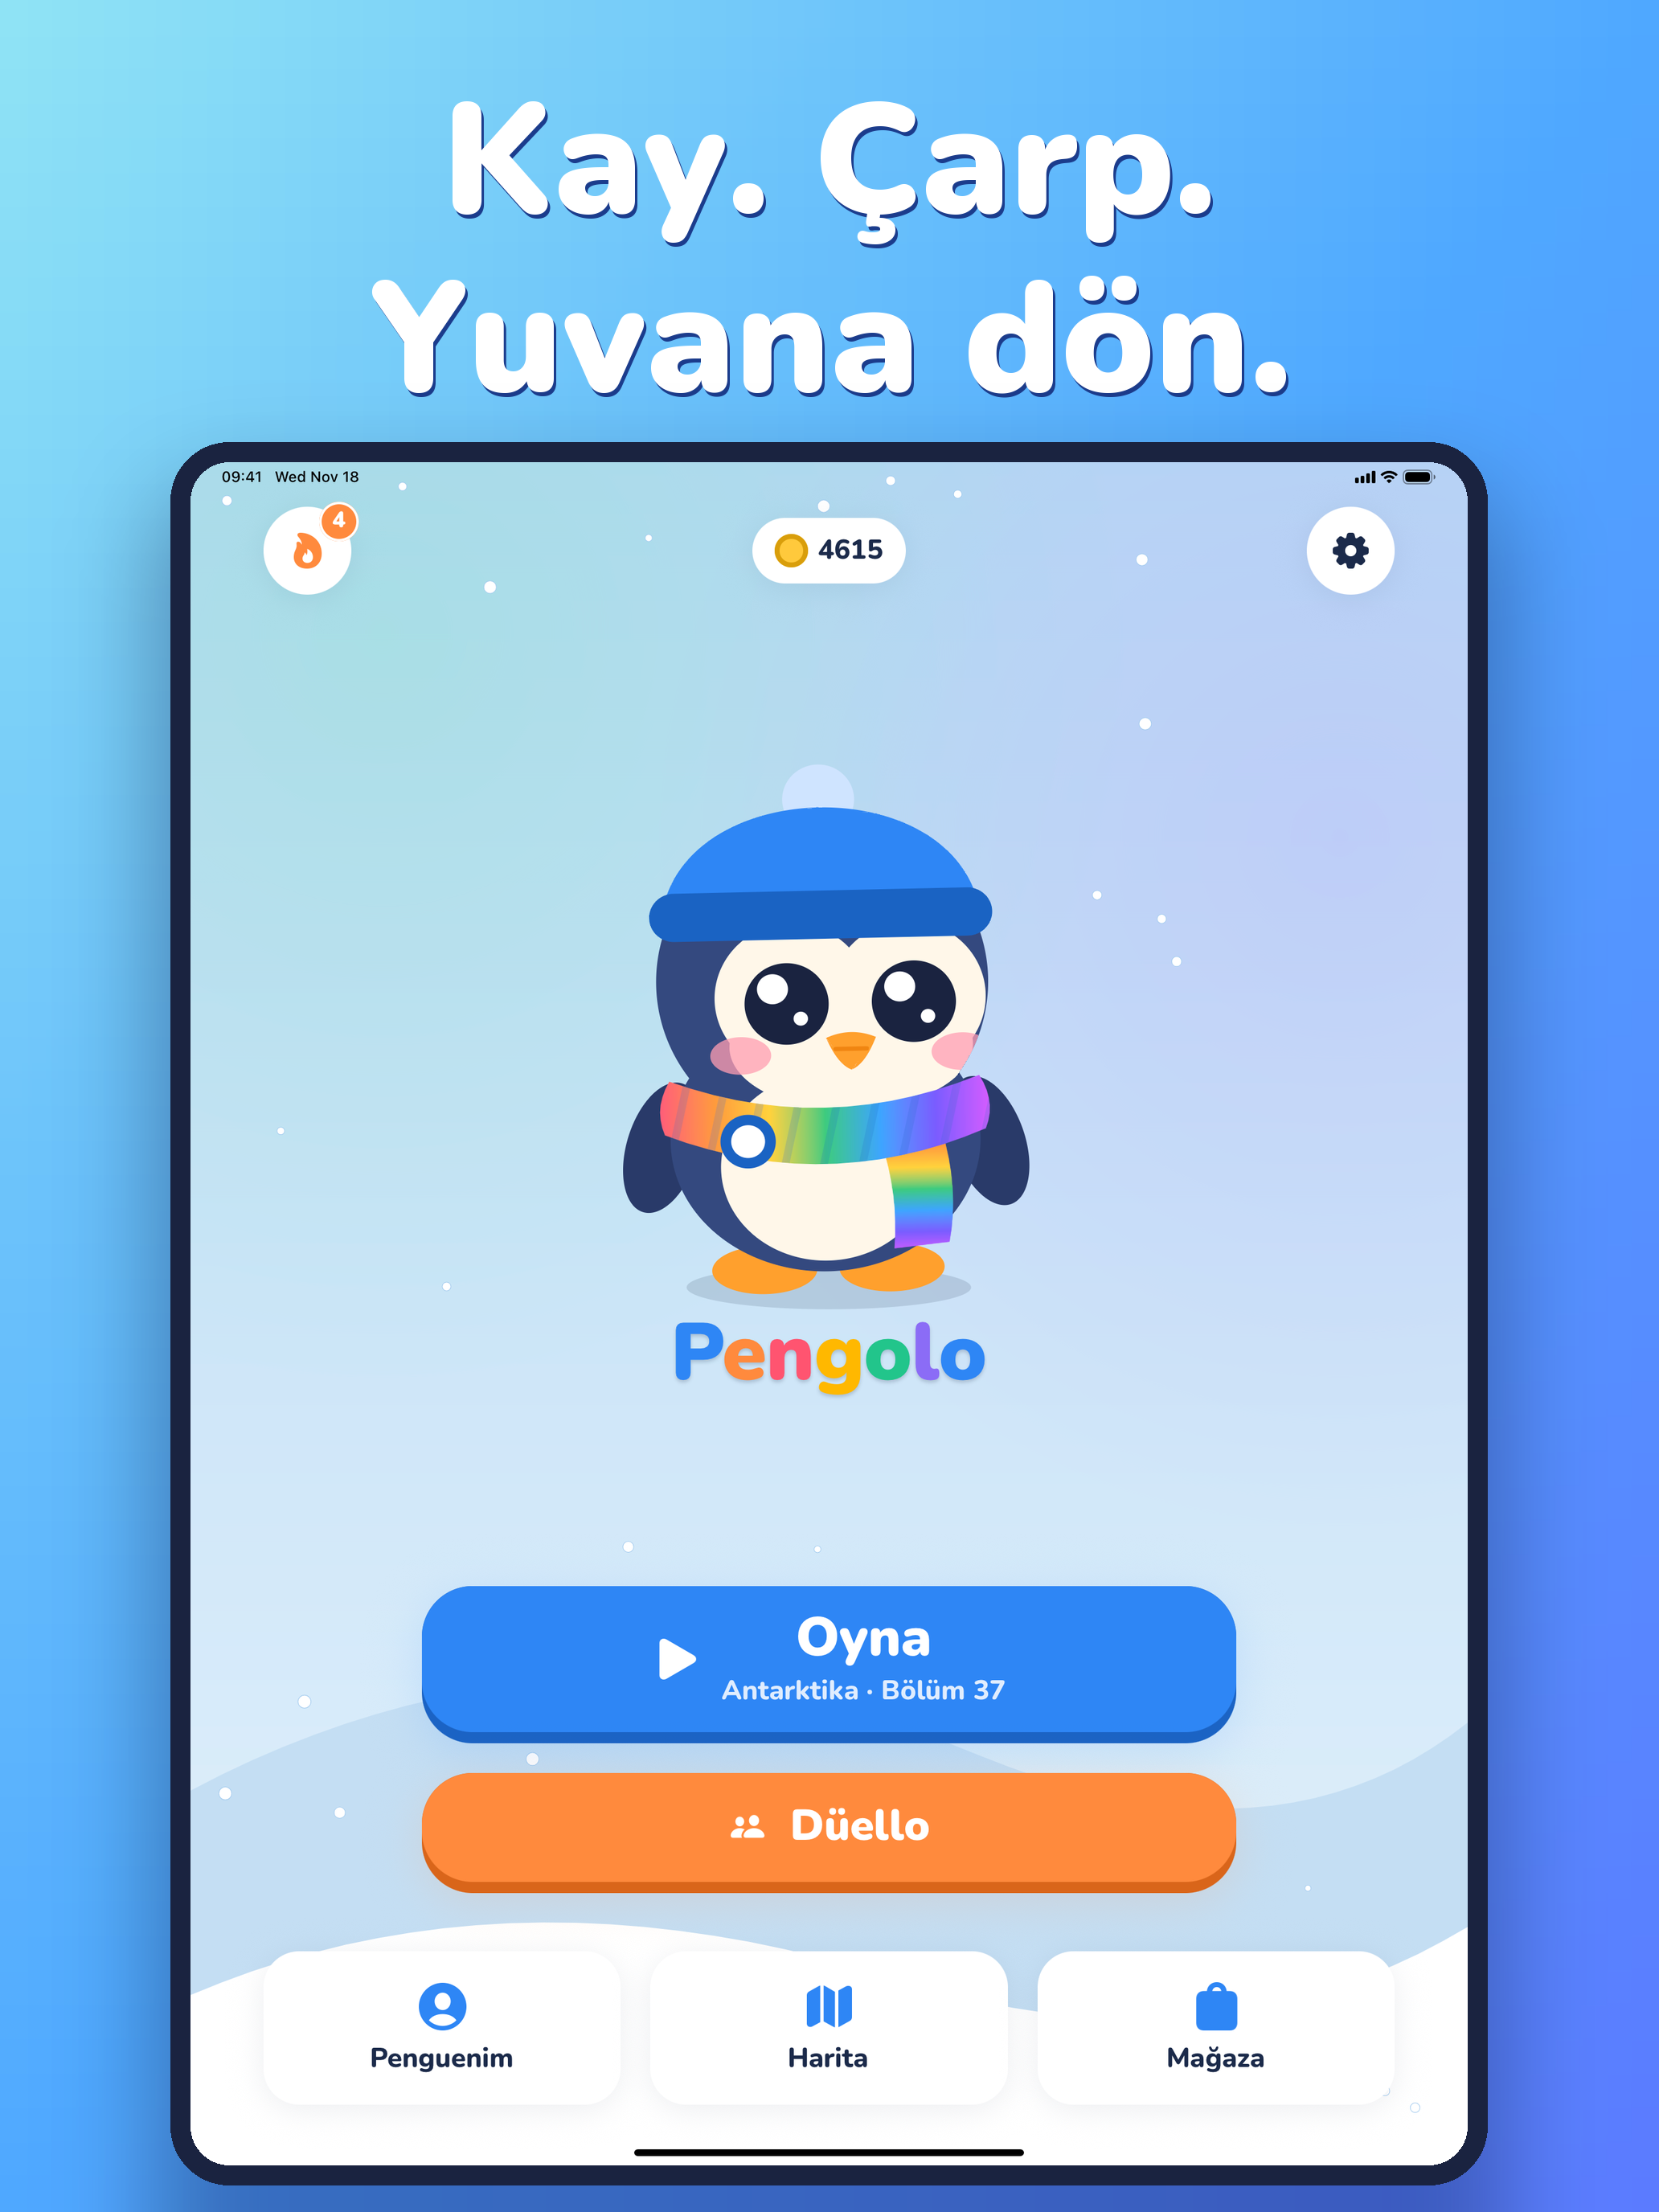 Kay. Çarp.
Yuvana dön.
09:41 Wed Nov 18
4
4615
Pengolo
Oyna
Antarktika · Bölüm 37
Düello
Penguenim
Harita
Mağaza